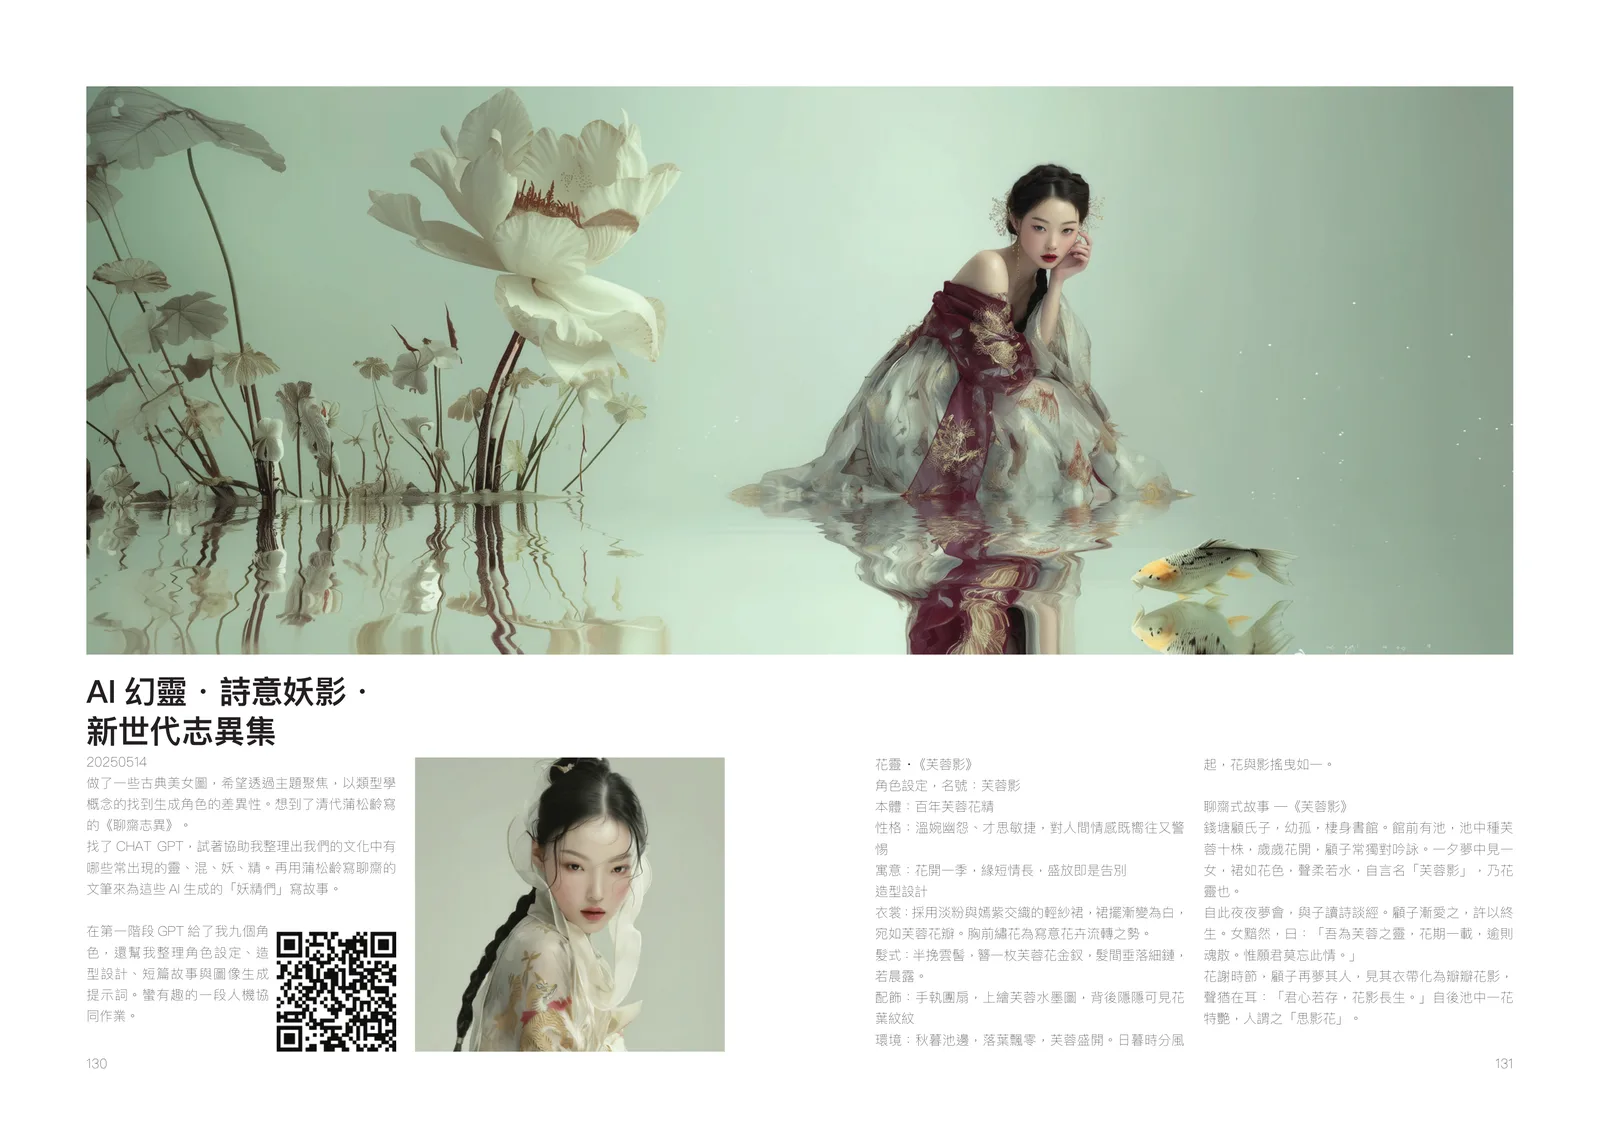 AI 幻靈．詩意妖影．
新世代志異集
20250514
做了一些古典美女圖，希望透過主題聚焦，以類型學
概念的找到生成角色的差異性。想到了清代蒲松齡寫
的《聊齋志異》。
找了 CHAT GPT，試著協助我整理出我們的文化中有
哪些常出現的靈、混、妖、精。再用蒲松齡寫聊齋的
文筆來為這些 AI 生成的「妖精們」寫故事。
在第一階段 GPT 給了我九個角
色，還幫我整理角色設定、造
型設計、短篇故事與圖像生成
提示詞。蠻有趣的一段人機協
同作業。
130
花靈・《芙蓉影》
角色設定，名號：芙蓉影
本體：百年芙蓉花精
性格：溫婉幽怨、才思敏捷，對人間情感既嚮往又警
惕
寓意：花開一季，緣短情長，盛放即是告別
造型設計
衣裳：採用淡粉與嫣紫交織的輕紗裙，裙擺漸變為白，
宛如芙蓉花瓣。胸前繡花為寫意花卉流轉之勢。
髮式：半挽雲髻，簪一枚芙蓉花金釵，髮間垂落細鏈，
若晨露。
配飾：手執團扇，上繪芙蓉水墨圖，背後隱隱可見花
葉紋紋
環境：秋暮池邊，落葉飄零，芙蓉盛開。日暮時分風
起，花與影搖曳如一。
聊齋式故事 —《芙蓉影》
錢塘顧氏子，幼孤，棲身書館。館前有池，池中種芙
蓉十株，歲歲花開，顧子常獨對吟詠。一夕夢中見一
女，裙如花色，聲柔若水，自言名「芙蓉影」，乃花
靈也。
自此夜夜夢會，與子讀詩談經。顧子漸愛之，許以終
生。女黯然，曰：「吾為芙蓉之靈，花期一載，逾則
魂散。惟願君莫忘此情。」
花謝時節，顧子再夢其人，見其衣帶化為瓣瓣花影，
聲猶在耳：「君心若存，花影長生。」自後池中一花
特艷，人謂之「思影花」。
131